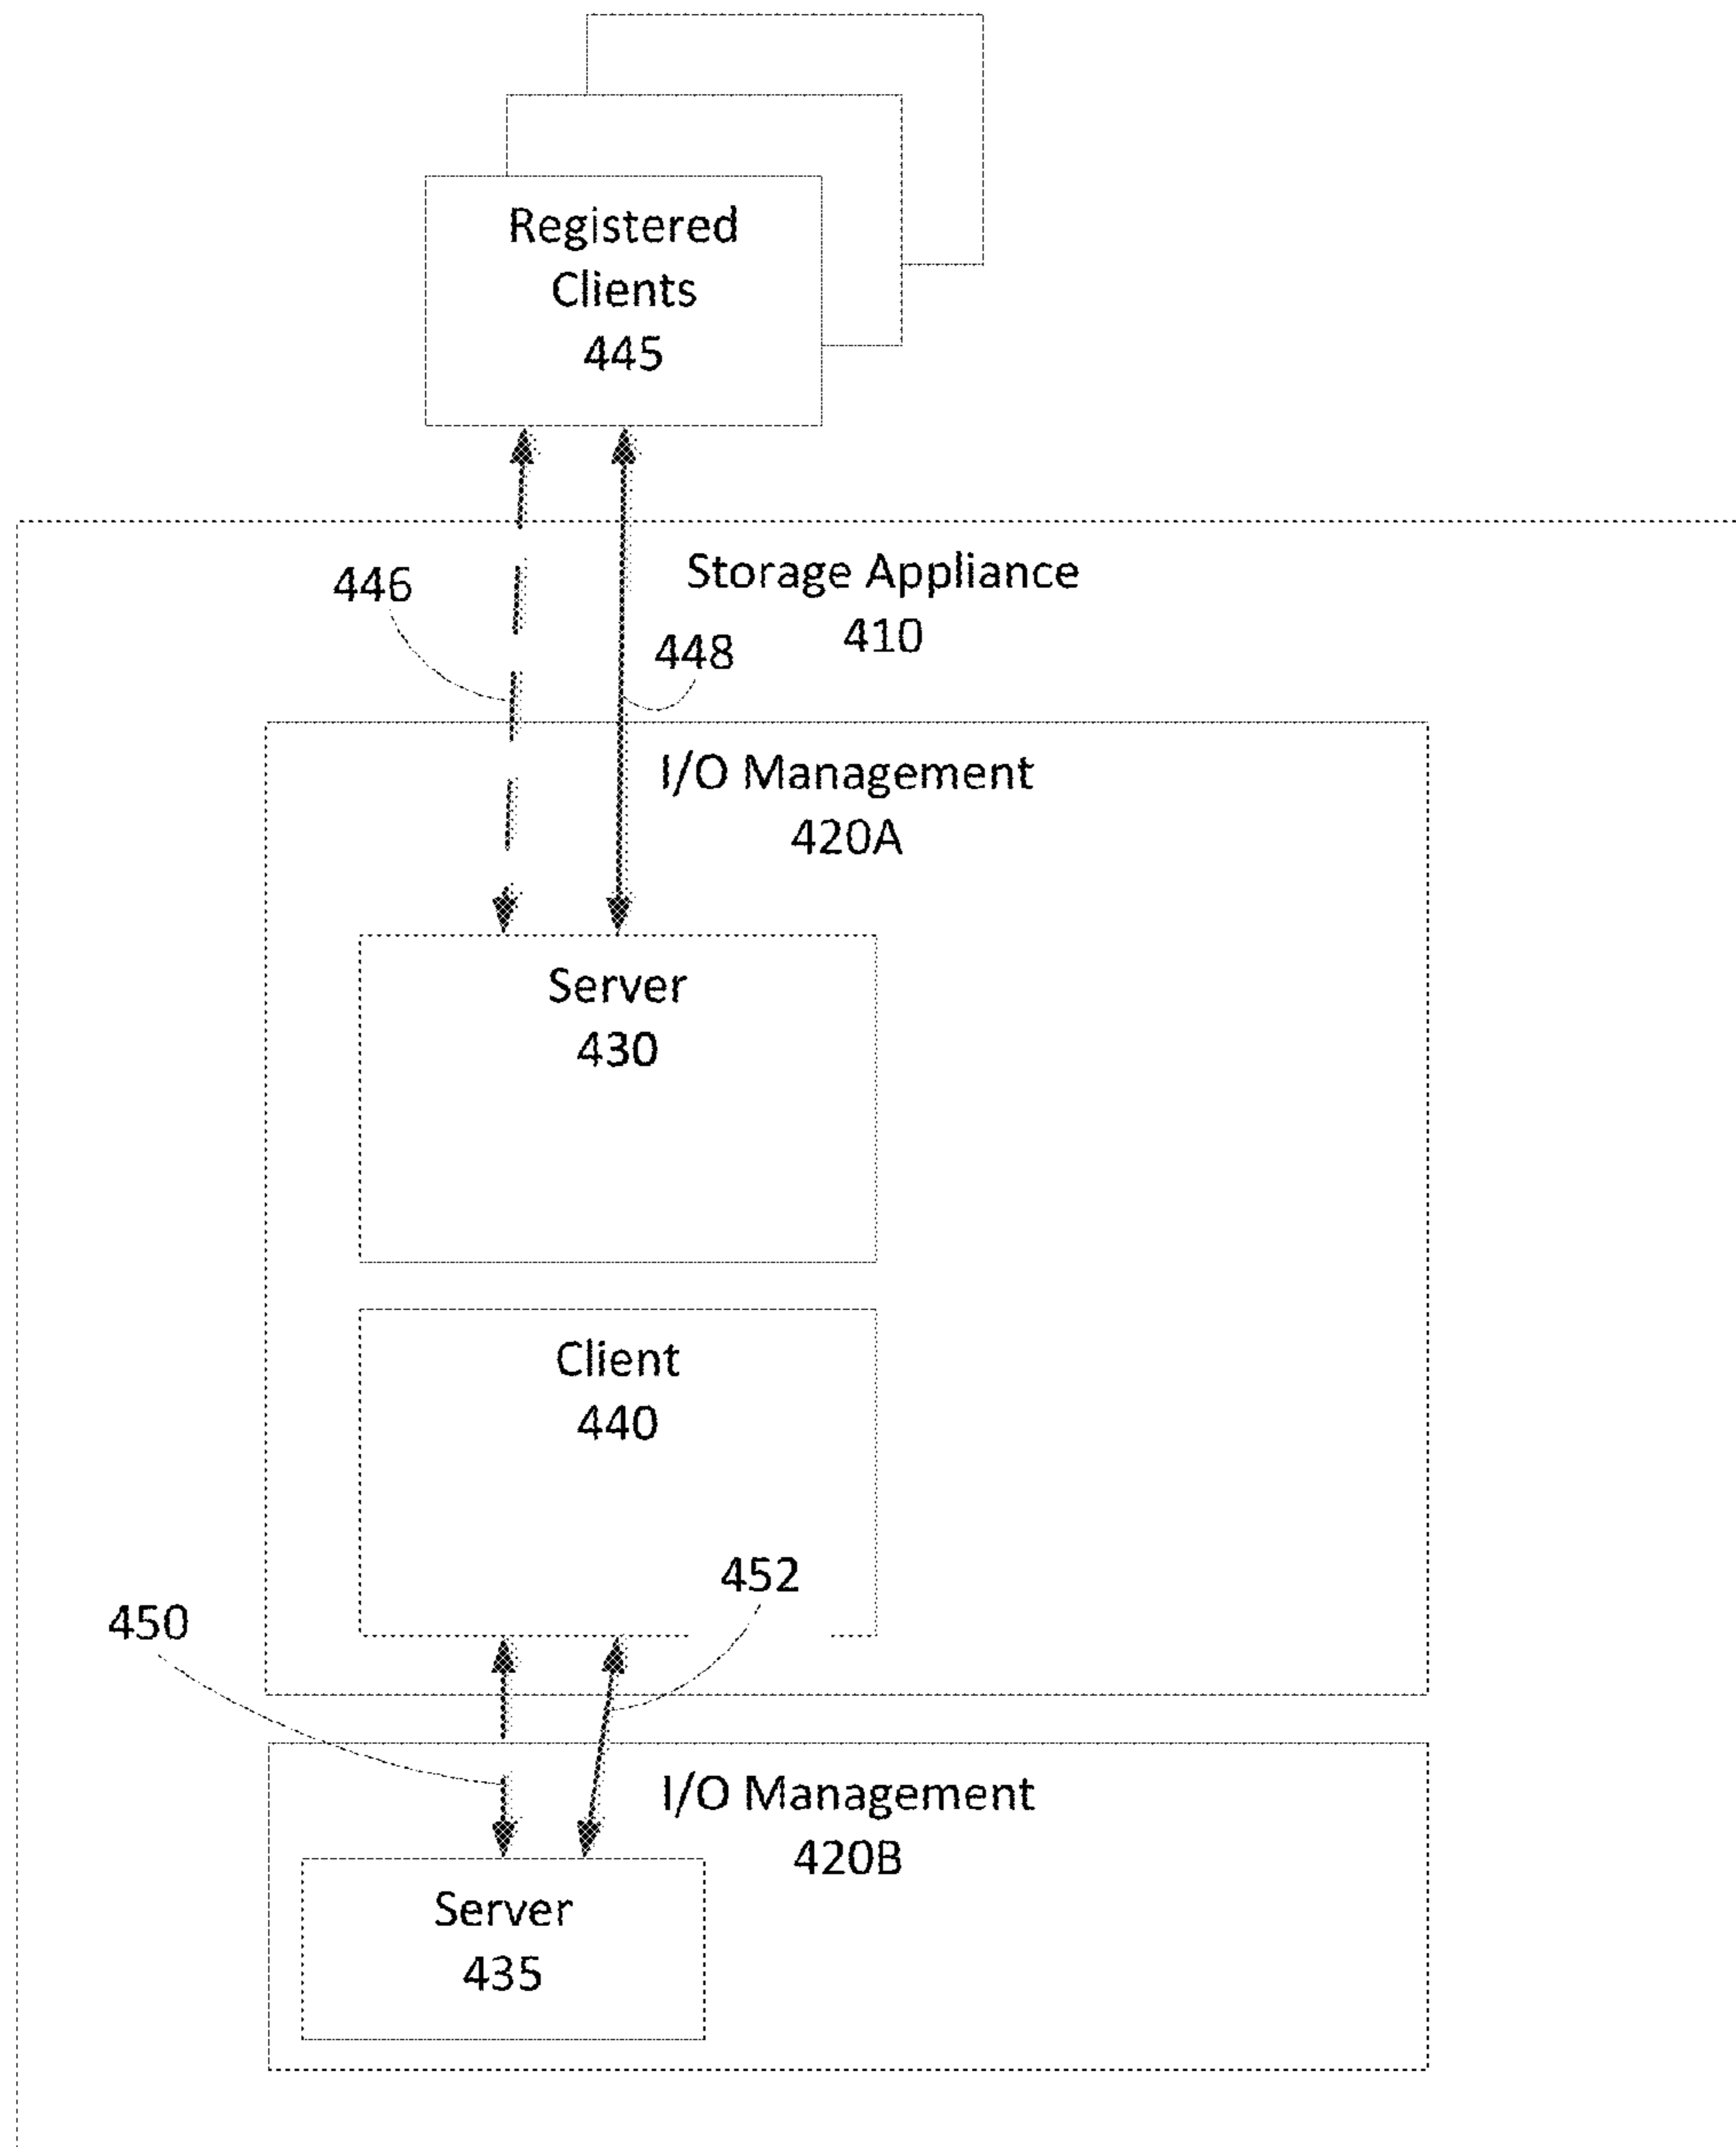 Registered
Clients
445
446
Storage Appliance
410
448
I/O Management
420A
Server
430
Client
440
452
450
I/O Management
420B
Server
435